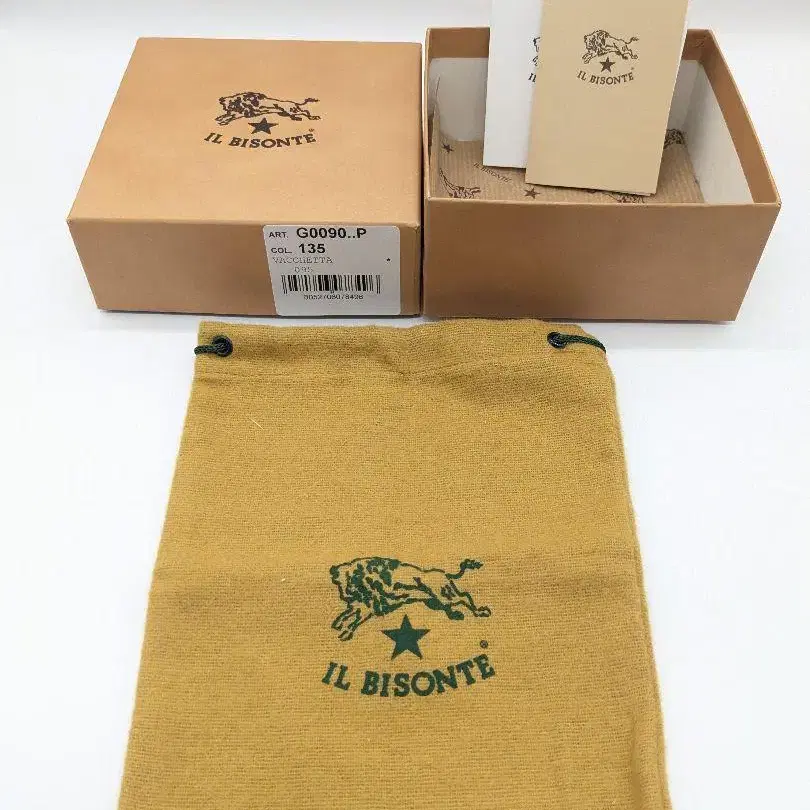 IL BISONTE®
ART. G0090..P
COL. 135
VACCHETTA
IL BISONTE
IL BISONTE®